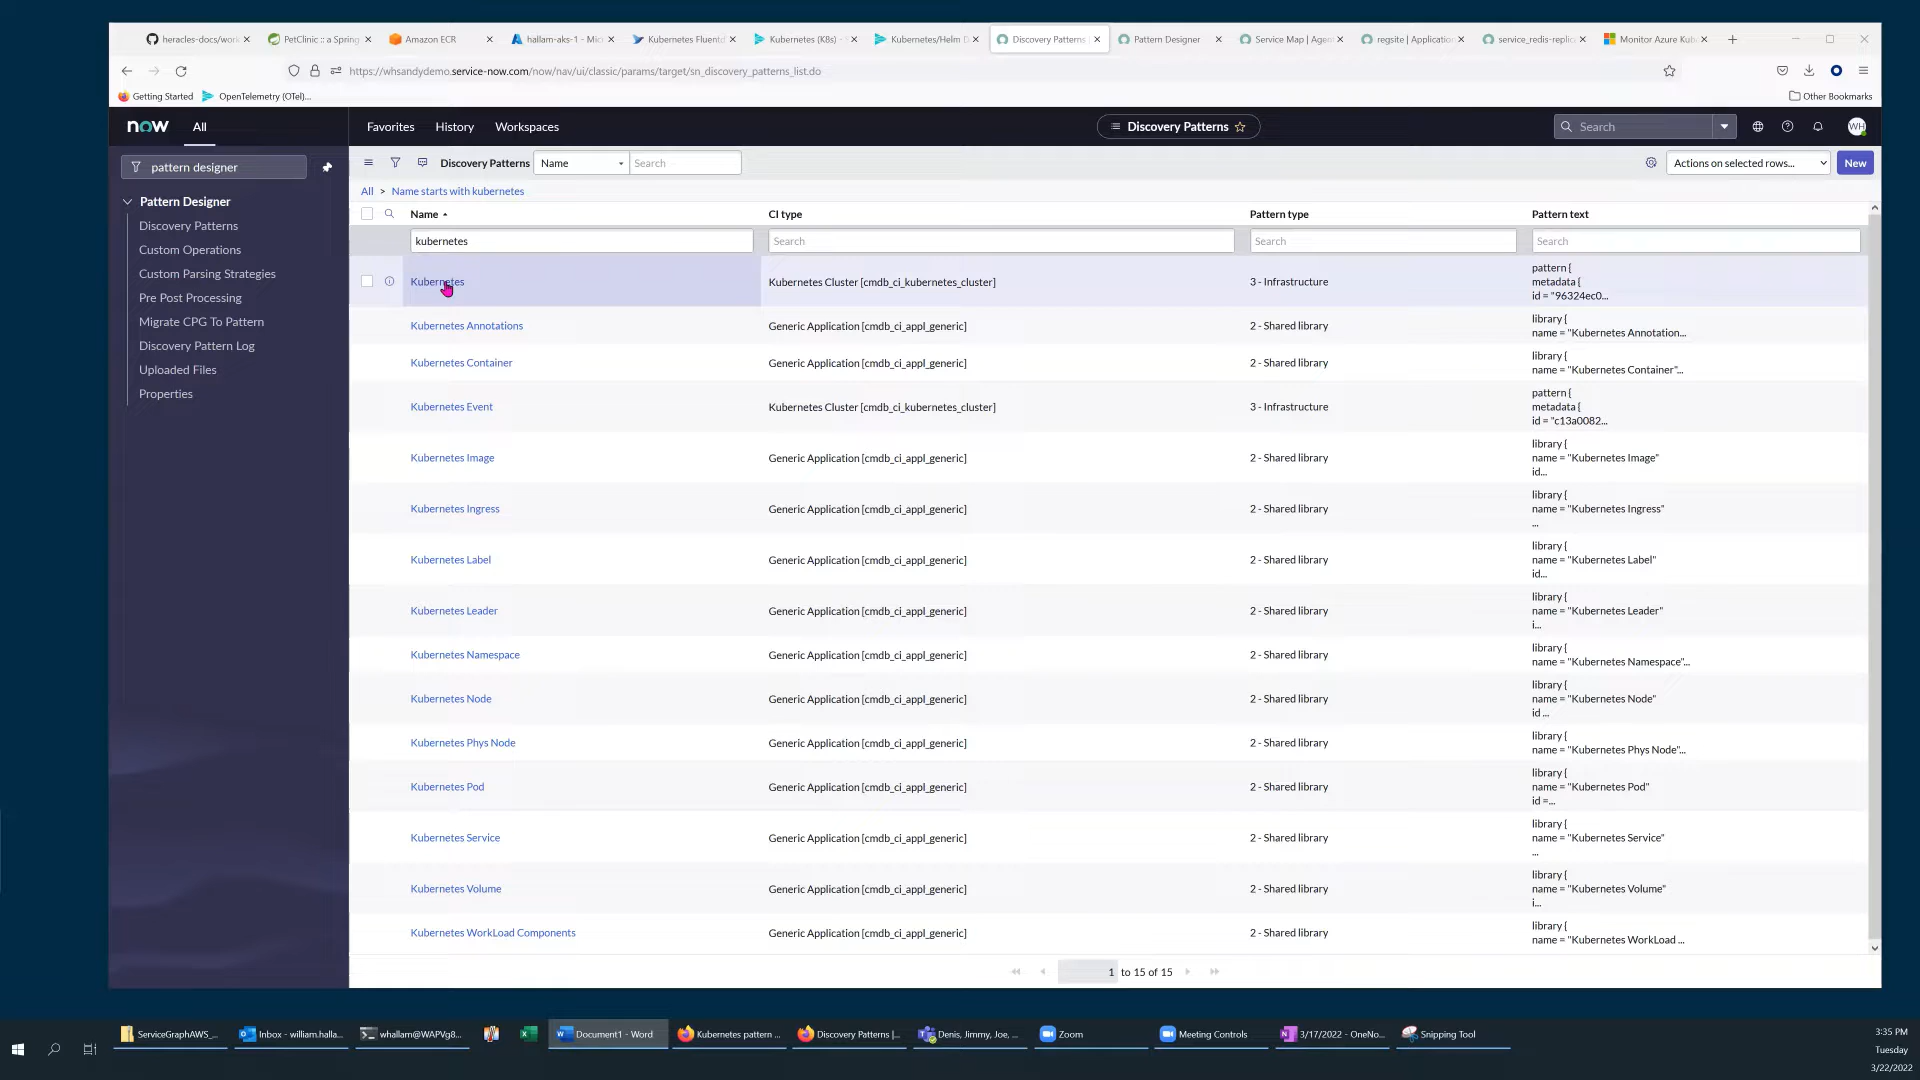 heracles-docs/work
PetClinic :: a Spring
Amazon ECR
hallam-aks-1 - Mic
Kubernetes Fluentd
Kubernetes (K8s) -
Kubernetes/Helm D
Discovery Patterns
Pattern Designer
Service Map | Agen
regsite | Application
service_redis-replic
Monitor Azure Kub
https://whsandydemo.service-now.com/now/nav/ui/classic/params/target/sn_discovery_patterns_list.do
Getting Started
OpenTelemetry (OTel)...
Other Bookmarks
now
All
Favorites
History
Workspaces
Discovery Patterns
Search
WH
pattern designer
Pattern Designer
Discovery Patterns
Custom Operations
Custom Parsing Strategies
Pre Post Processing
Migrate CPG To Pattern
Discovery Pattern Log
Uploaded Files
Properties
Discovery Patterns Name Search
Actions on selected rows...
New
All > Name starts with kubernetes
Name CI type Pattern type Pattern text
kubernetes Search Search Search
Kubernetes Kubernetes Cluster [cmdb_ci_kubernetes_cluster] 3 - Infrastructure
pattern {
metadata {
id = "96324ec0...
Kubernetes Annotations Generic Application [cmdb_ci_appl_generic] 2 - Shared library
library {
name = "Kubernetes Annotation...
Kubernetes Container Generic Application [cmdb_ci_appl_generic] 2 - Shared library
library {
name = "Kubernetes Container"...
Kubernetes Event Kubernetes Cluster [cmdb_ci_kubernetes_cluster] 3 - Infrastructure
pattern {
metadata {
id = "c13a0082...
Kubernetes Image Generic Application [cmdb_ci_appl_generic] 2 - Shared library
library {
name = "Kubernetes Image"
id...
Kubernetes Ingress Generic Application [cmdb_ci_appl_generic] 2 - Shared library
library {
name = "Kubernetes Ingress"
...
Kubernetes Label Generic Application [cmdb_ci_appl_generic] 2 - Shared library
library {
name = "Kubernetes Label"
id...
Kubernetes Leader Generic Application [cmdb_ci_appl_generic] 2 - Shared library
library {
name = "Kubernetes Leader"
i...
Kubernetes Namespace Generic Application [cmdb_ci_appl_generic] 2 - Shared library
library {
name = "Kubernetes Namespace"...
Kubernetes Node Generic Application [cmdb_ci_appl_generic] 2 - Shared library
library {
name = "Kubernetes Node"
id ...
Kubernetes Phys Node Generic Application [cmdb_ci_appl_generic] 2 - Shared library
library {
name = "Kubernetes Phys Node"...
Kubernetes Pod Generic Application [cmdb_ci_appl_generic] 2 - Shared library
library {
name = "Kubernetes Pod"
id =...
Kubernetes Service Generic Application [cmdb_ci_appl_generic] 2 - Shared library
library {
name = "Kubernetes Service"
...
Kubernetes Volume Generic Application [cmdb_ci_appl_generic] 2 - Shared library
library {
name = "Kubernetes Volume"
i...
Kubernetes WorkLoad Components Generic Application [cmdb_ci_appl_generic] 2 - Shared library
library {
name = "Kubernetes WorkLoad ...
1 to 15 of 15
ServiceGraphAWS_...
Inbox - william.halla...
whallam@WAPVg8...
Document1 - Word
Kubernetes pattern ...
Discovery Patterns |...
Denis, Jimmy, Joe, ...
Zoom
Meeting Controls
3/17/2022 - OneNo...
Snipping Tool
3:35 PM
Tuesday
3/22/2022